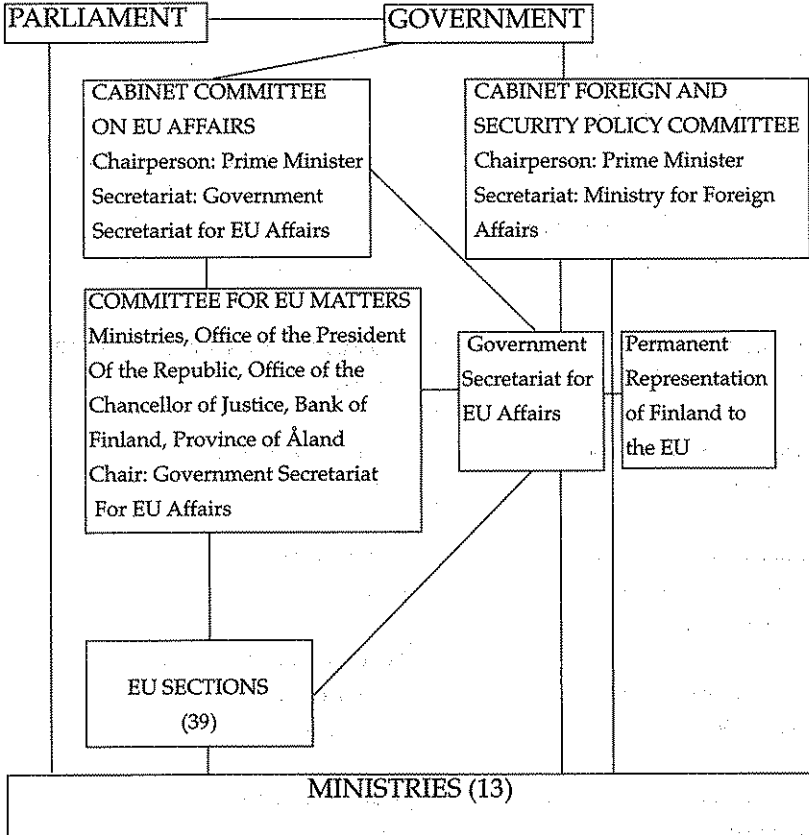 PARLIAMENT
GOVERNMENT
CABINET COMMITTEE
ON EU AFFAIRS
Chairperson: Prime Minister
Secretariat: Government
Secretariat for EU Affairs
CABINET FOREIGN AND
SECURITY POLICY COMMITTEE
Chairperson: Prime Minister
Secretariat: Ministry for Foreign
Affairs
COMMITTEE FOR EU MATTERS
Ministries, Office of the President
Of the Republic, Office of the
Chancellor of Justice, Bank of
Finland, Province of Åland
Chair: Government Secretariat
For EU Affairs
Government
Secretariat for
EU Affairs
Permanent
Representation
of Finland to
the EU
EU SECTIONS
(39)
MINISTRIES (13)